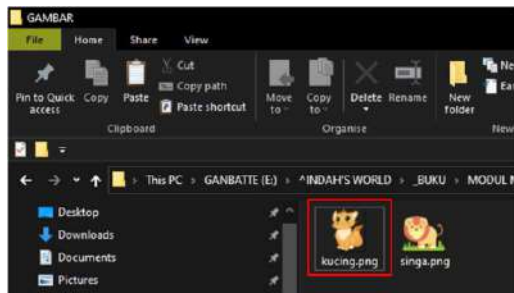 GAMBAR
File Home Share View
Pin to Quick access
Copy
Paste
Cut
Copy path
Paste shortcut
Move to
Copy to
Delete
Rename
New folder
Clipboard
Organise
New
This PC > GANBATTE (E:) > ^INDAH'S WORLD > _BUKU > MODUL
Desktop
Downloads
Documents
Pictures
kucing.png
singa.png